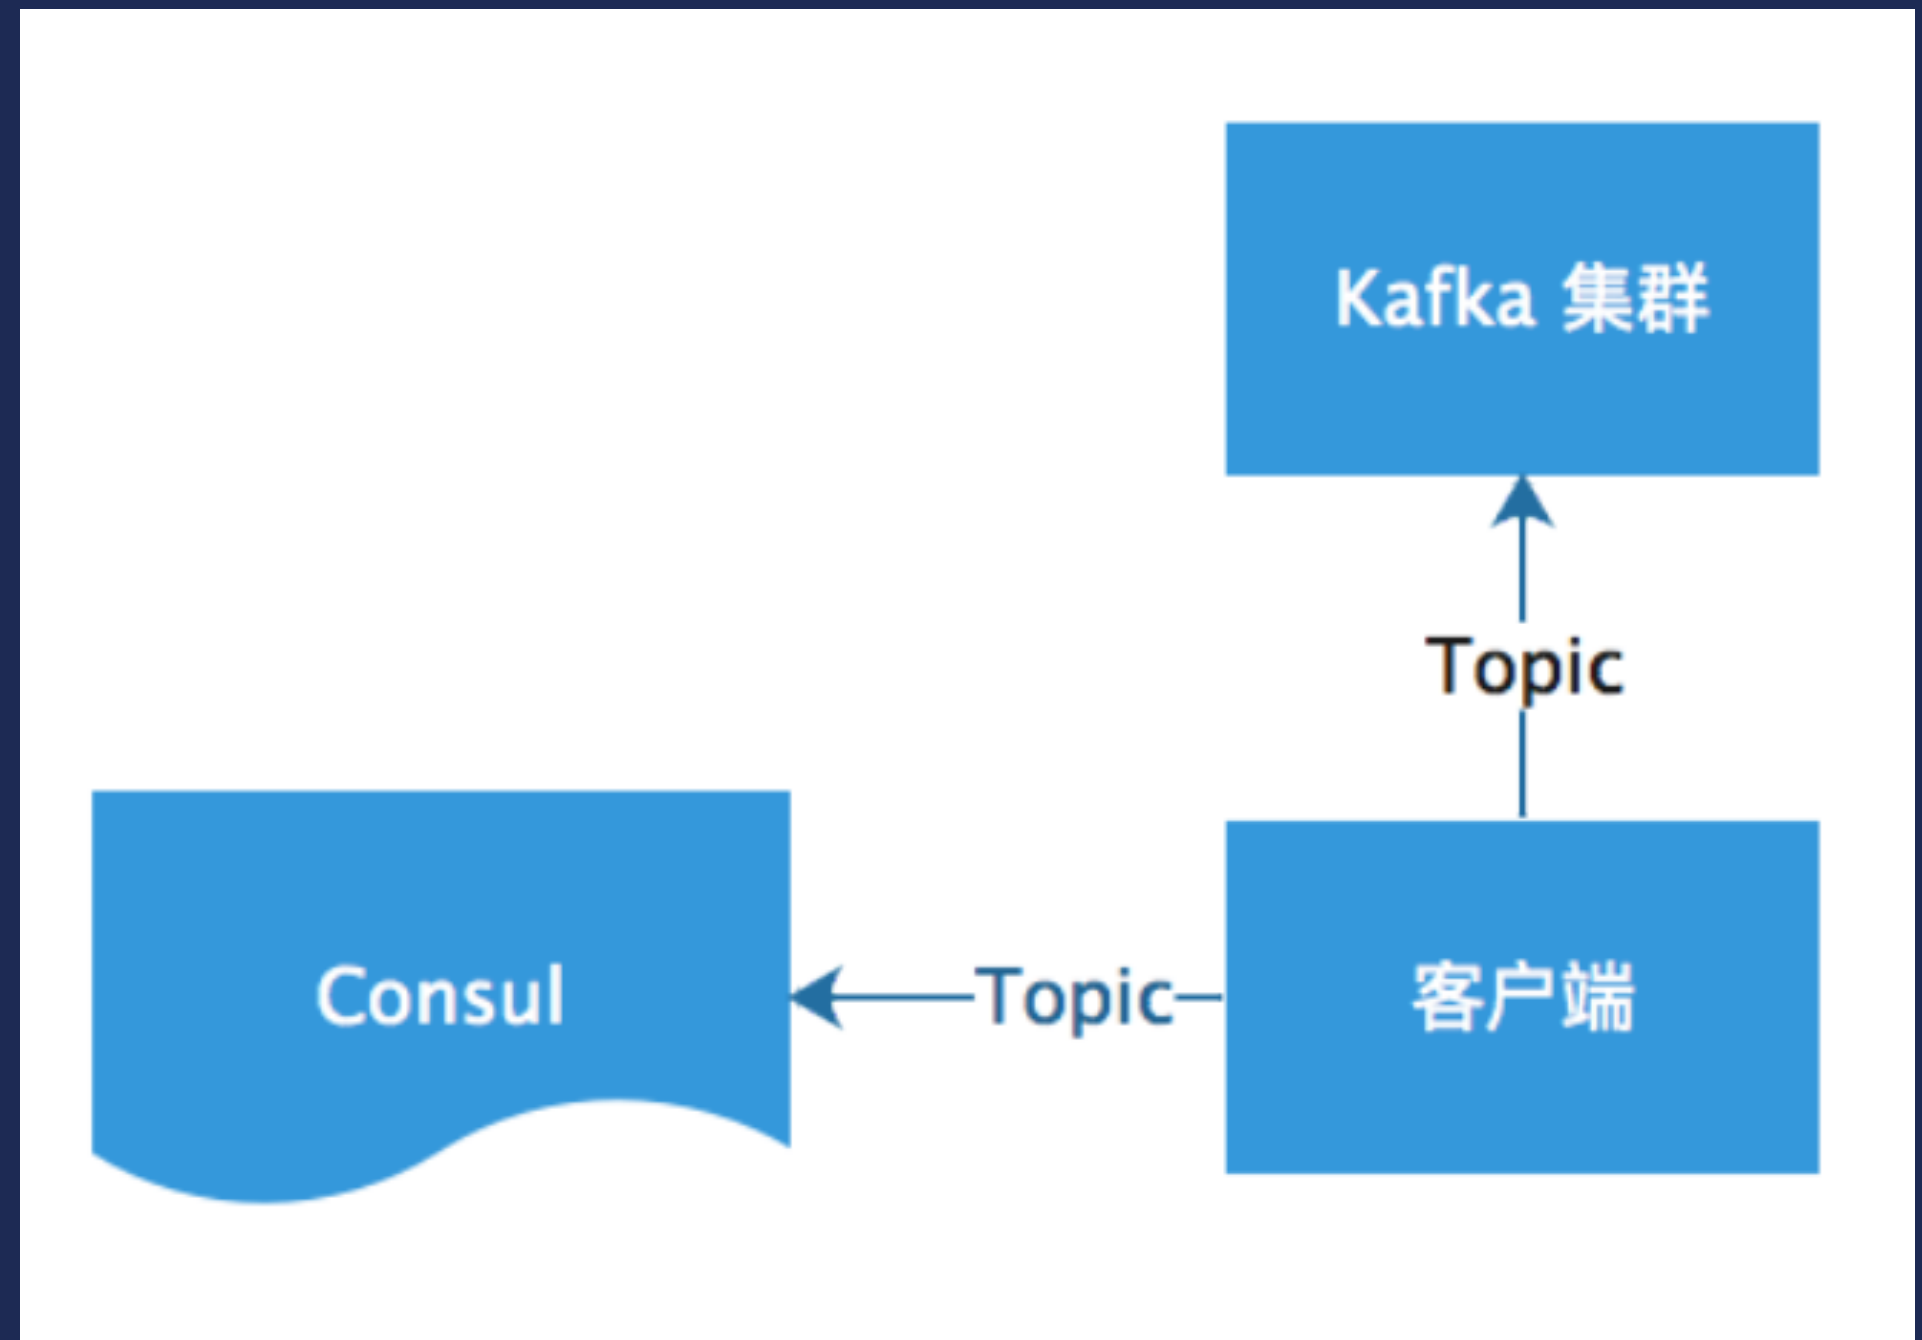 Kafka 集群
Topic
Consul
Topic
客户端